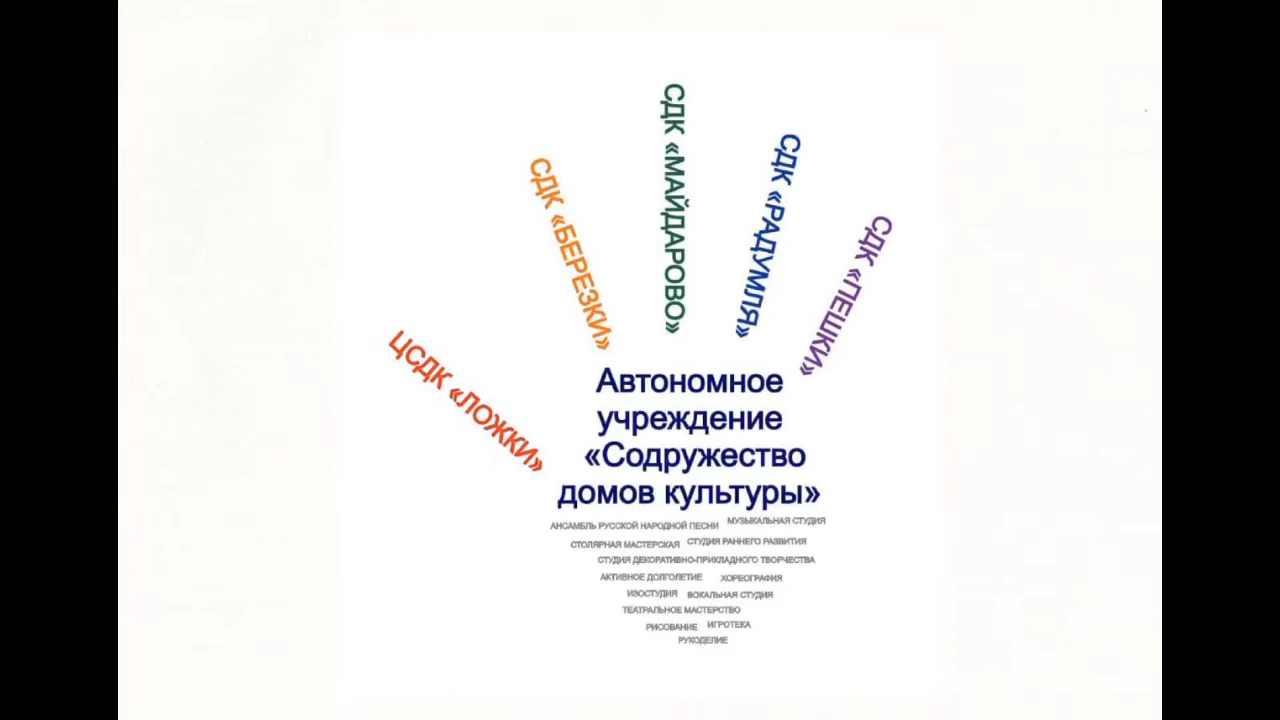 ЦСДК «ЛОЖКИ»
СДК «БЕРЕЗКИ»
СДК «МАЙДАРОВО»
СДК «РАДУМЛЯ»
СДК «ПЕШКИ»
Автономное
учреждение
«Содружество
домов культуры»
АНСАМБЛЬ РУССКОЙ НАРОДНОЙ ПЕСНИ МУЗЫКАЛЬНАЯ СТУДИЯ
СТОЛЯРНАЯ МАСТЕРСКАЯ СТУДИЯ РАННЕГО РАЗВИТИЯ
СТУДИЯ ДЕКОРАТИВНО-ПРИКЛАДНОГО ТВОРЧЕСТВА
АКТИВНОЕ ДОЛГОЛЕТИЕ ХОРЕОГРАФИЯ
ИЗОСТУДИЯ ВОКАЛЬНАЯ СТУДИЯ
ТЕАТРАЛЬНОЕ МАСТЕРСТВО
РИСОВАНИЕ ИГРОТЕКА
РУКОДЕЛИЕ